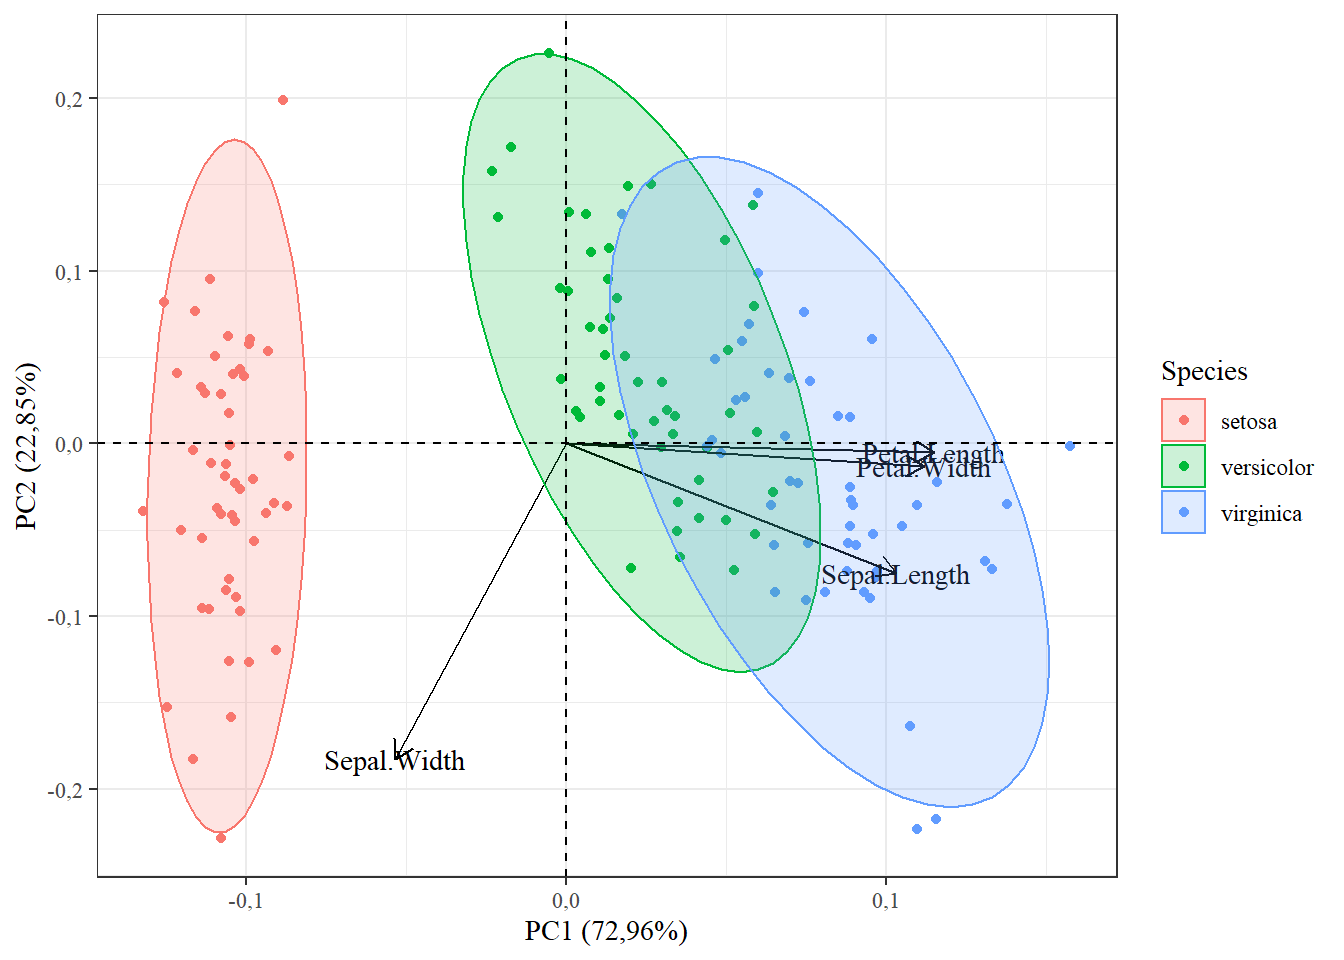 0,2
0,1
0,0
-0,1
-0,2
PC2 (22,85%)
Petal.Length
Petal.Width
Sepal.Length
Sepal.Width
-0,1
0,0
0,1
PC1 (72,96%)
Species
setosa
versicolor
virginica